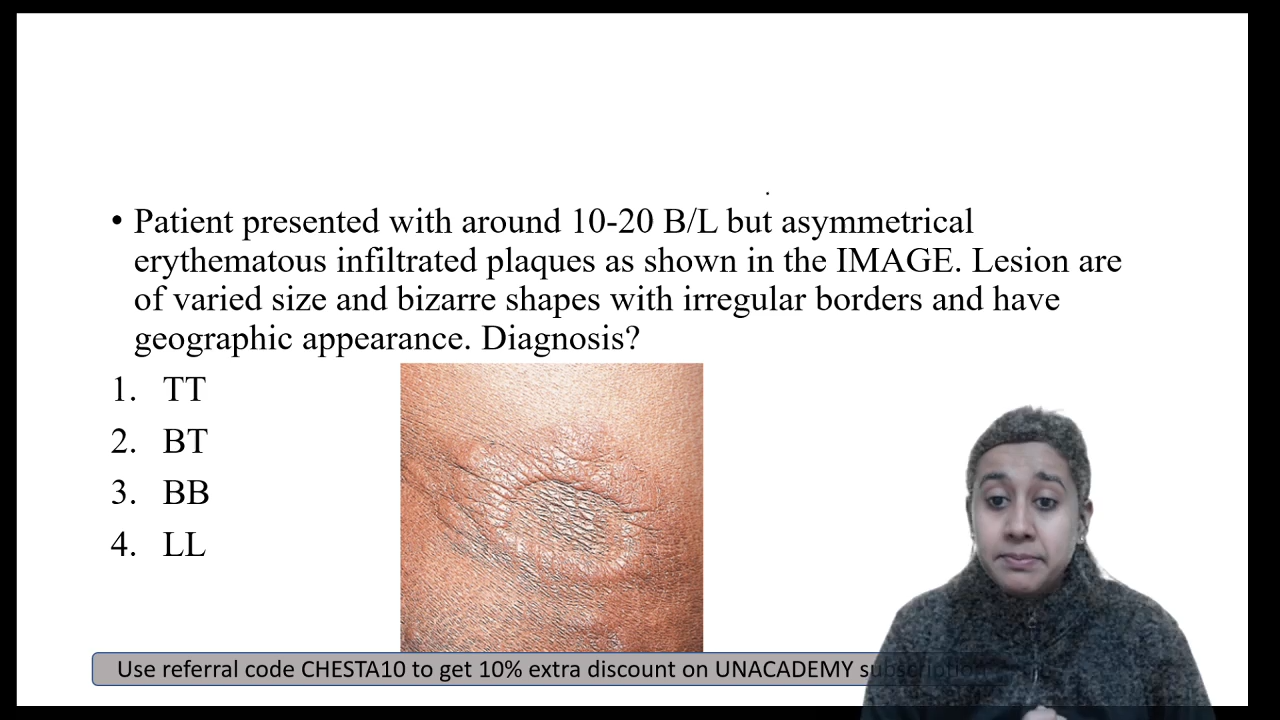 • Patient presented with around 10-20 B/L but asymmetrical
erythematous infiltrated plaques as shown in the IMAGE. Lesion are
of varied size and bizarre shapes with irregular borders and have
geographic appearance. Diagnosis?
1. TT
2. BT
3. BB
4. LL
Use referral code CHESTA10 to get 10% extra discount on UNACADEMY subscription